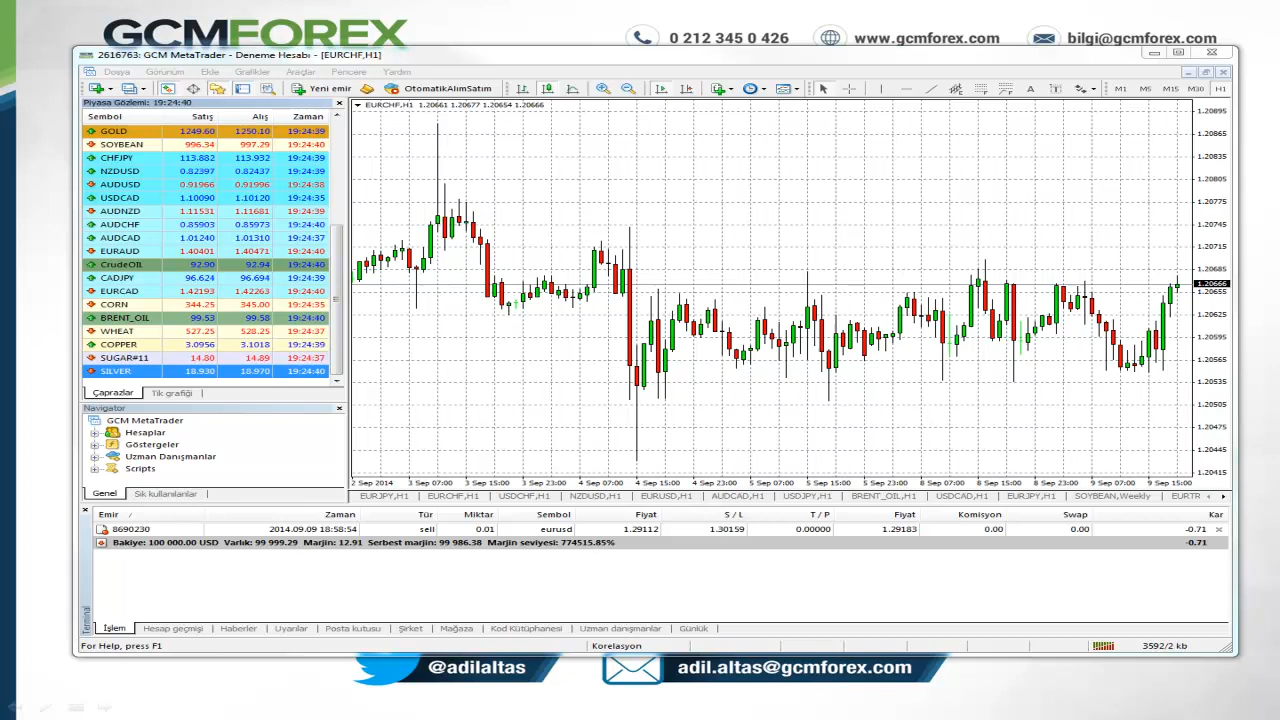 GCMFOREX
0 212 345 0 426
www.gcmforex.com
bilgi@gcmforex.com
2616763: GCM MetaTrader - Deneme Hesabı - [EURCHF,H1]
Dosya Görünüm Ekle Grafikler Araçlar Pencere Yardım
Yeni emir OtomatikAlımSatım A T M1 M5 M15 M30 H1
Piyasa Gözlemi: 19:24:40
Sembol Satış Alış Zaman
GOLD 1249.60 1250.10 19:24:39
SOYBEAN 996.34 997.29 19:24:40
CHFJPY 113.882 113.932 19:24:39
NZDUSD 0.82397 0.82437 19:24:40
AUDUSD 0.91966 0.91996 19:24:38
USDCAD 1.10090 1.10120 19:24:35
AUDNZD 1.11531 1.11681 19:24:39
AUDCHF 0.85903 0.85973 19:24:40
AUDCAD 1.01240 1.01310 19:24:37
EURAUD 1.40401 1.40471 19:24:40
CrudeOIL 92.90 92.94 19:24:40
CADJPY 96.624 96.694 19:24:39
EURCAD 1.42193 1.42263 19:24:40
CORN 344.25 345.00 19:24:35
BRENT_OIL 99.53 99.58 19:24:40
WHEAT 527.25 528.25 19:24:37
COPPER 3.0956 3.1018 19:24:39
SUGAR#11 14.80 14.89 19:24:37
SILVER 18.930 18.970 19:24:40
Çaprazlar Tik grafiği
Navigator
GCM MetaTrader
Hesaplar
Göstergeler
Uzman Danışmanlar
Scripts
Genel Sık kullanılanlar
EURCHF,H1 1.20661 1.20677 1.20654 1.20666
1.20895
1.20865
1.20835
1.20805
1.20775
1.20745
1.20715
1.20685
1.20666
1.20655
1.20625
1.20595
1.20565
1.20535
1.20505
1.20475
1.20445
1.20415
2 Sep 2014 3 Sep 07:00 3 Sep 15:00 3 Sep 23:00 4 Sep 07:00 4 Sep 15:00 4 Sep 23:00 5 Sep 07:00 5 Sep 15:00 5 Sep 23:00 8 Sep 07:00 8 Sep 15:00 8 Sep 23:00 9 Sep 07:00 9 Sep 15:00
EURJPY,H1 EURCHF,H1 USDCHF,H1 NZDUSD,H1 EURUSD,H1 AUDCAD,H1 USDJPY,H1 BRENT_OIL,H1 USDCAD,H1 EURJPY,H1 SOYBEAN,Weekly EURTR
Emir Zaman Tür Miktar Sembol Fiyat S / L T / P Fiyat Komisyon Swap Kar
8690230 2014.09.09 18:58:54 sell 0.01 eurusd 1.29112 1.30159 0.00000 1.29183 0.00 0.00 -0.71
Bakiye: 100 000.00 USD Varlık: 99 999.29 Marjin: 12.91 Serbest marjin: 99 986.38 Marjin seviyesi: 774515.85% -0.71
Terminal
İşlem Hesap geçmişi Haberler Uyarılar Posta kutusu Şirket Mağaza Kod Kütüphanesi Uzman danışmanlar Günlük
For Help, press F1 Korelasyon 3592/2 kb
@adilaltas
adil.altas@gcmforex.com